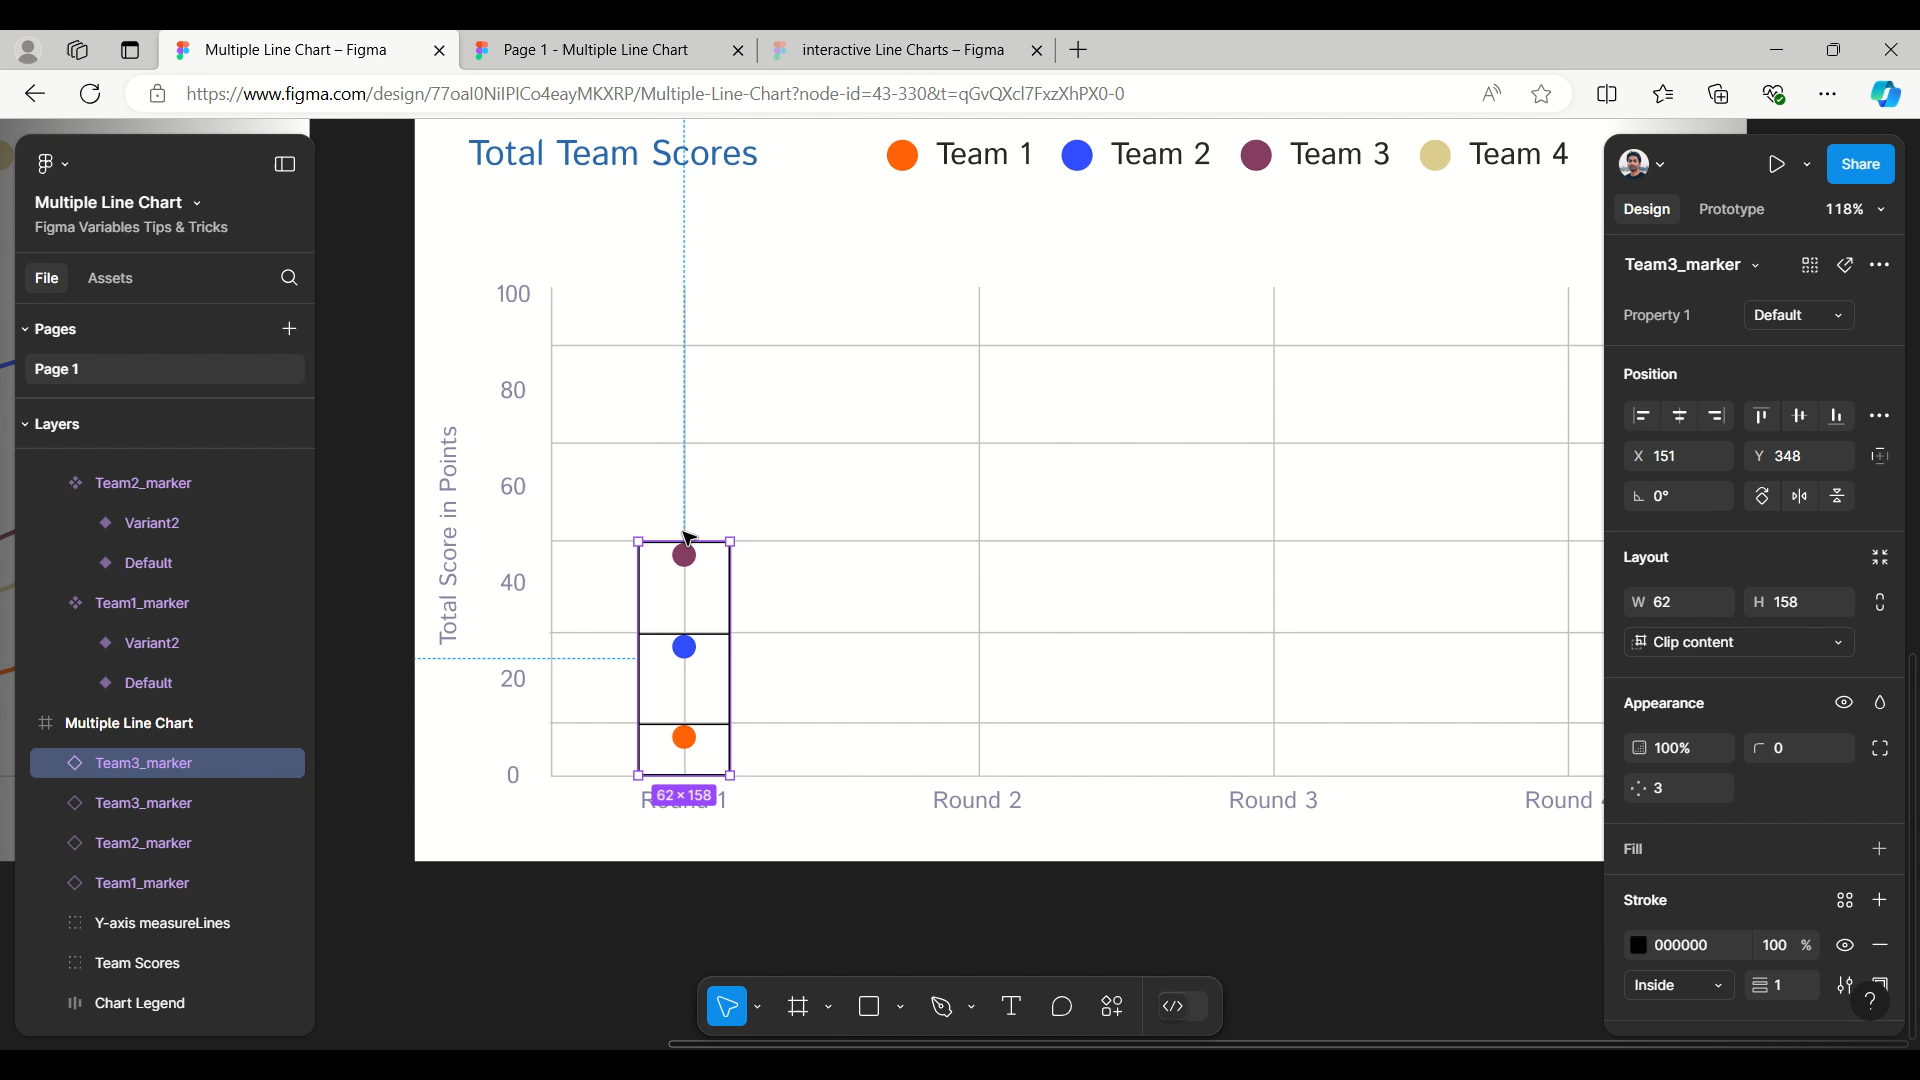 Multiple Line Chart – Figma
Page 1 - Multiple Line Chart
interactive Line Charts – Figma
https://www.figma.com/design/77oaI0NiIPICo4eayMKXRP/Multiple-Line-Chart?node-id=43-330&t=qGvQXcl7FxzXhPX0-0
Multiple Line Chart
Figma Variables Tips & Tricks
File
Assets
Pages
Page 1
Layers
Team2_marker
Variant2
Default
Team1_marker
Variant2
Default
Multiple Line Chart
Team3_marker
Team3_marker
Team2_marker
Team1_marker
Y-axis measureLines
Team Scores
Chart Legend
Total Team Scores
Team 1
Team 2
Team 3
Team 4
Total Score in Points
100
80
60
40
20
0
62 × 158
Round 2
Round 3
Round
Share
Design
Prototype
118%
Team3_marker
Property 1
Default
Position
X 151
Y 348
0°
Layout
W 62
H 158
Clip content
Appearance
100%
0
3
Fill
Stroke
000000
100 %
Inside
1
?